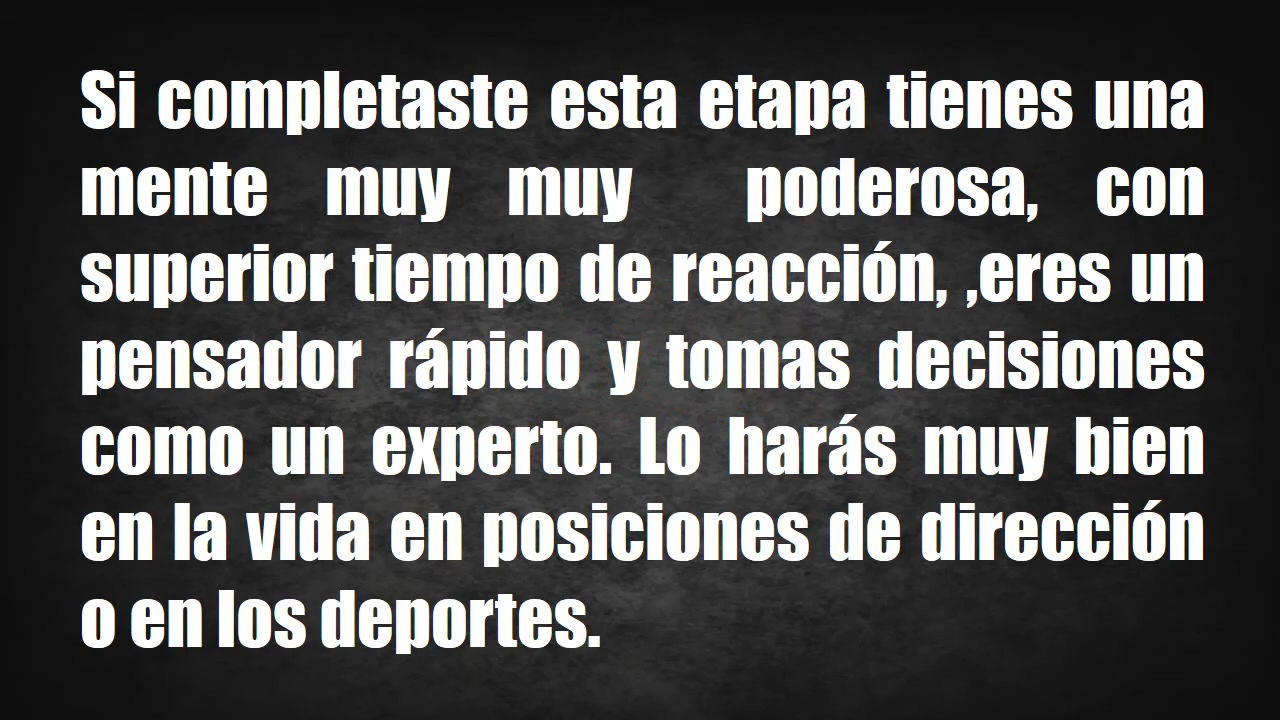 Si completaste esta etapa tienes una
mente muy muy poderosa, con
superior tiempo de reacción, ,eres un
pensador rápido y tomas decisiones
como un experto. Lo harás muy bien
en la vida en posiciones de dirección
o en los deportes.